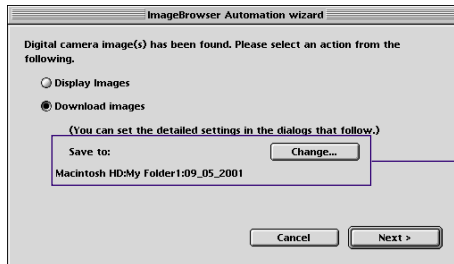 ImageBrowser Automation wizard
Digital camera image(s) has been found. Please select an action from the
following.
Display Images
Download images
(You can set the detailed settings in the dialogs that follow.)
Save to:
Change...
Macintosh HD:My Folder1:09_05_2001
Cancel
Next >